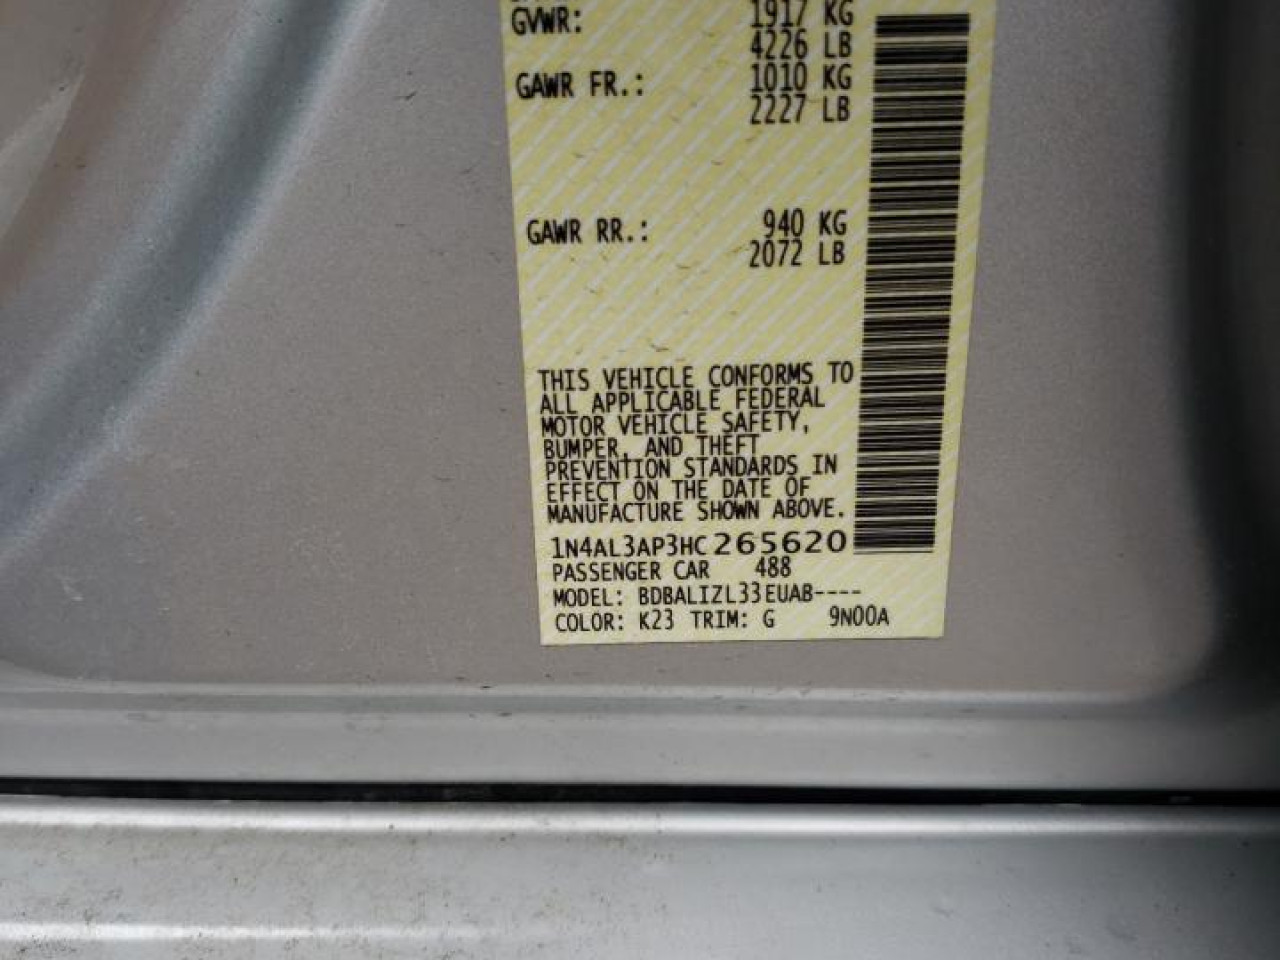 GVWR: 1917 KG
4226 LB
GAWR FR.: 1010 KG
2227 LB
GAWR RR.: 940 KG
2072 LB
THIS VEHICLE CONFORMS TO
ALL APPLICABLE FEDERAL
MOTOR VEHICLE SAFETY,
BUMPER, AND THEFT
PREVENTION STANDARDS IN
EFFECT ON THE DATE OF
MANUFACTURE SHOWN ABOVE.
1N4AL3AP3HC265620
PASSENGER CAR 488
MODEL: BDBALIZL33EUAB----
COLOR: K23 TRIM: G 9N00A